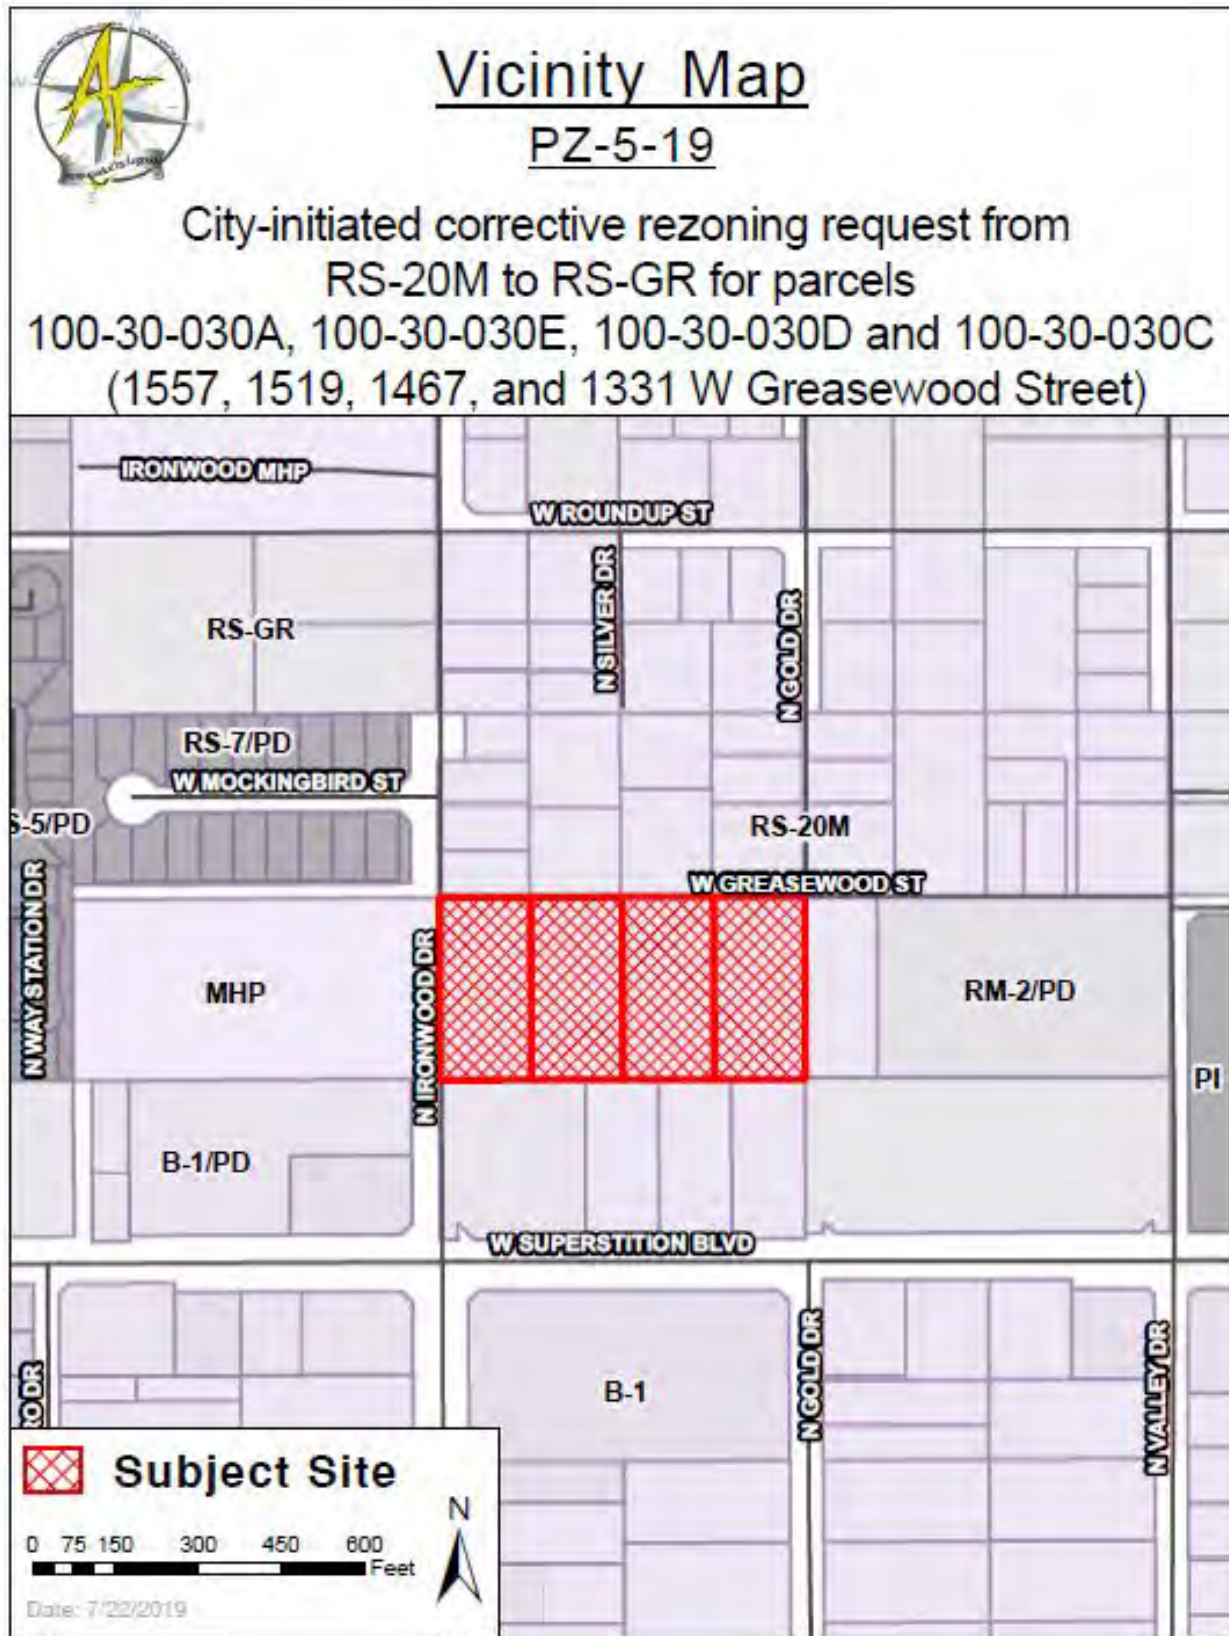 Vicinity Map
PZ-5-19
City-initiated corrective rezoning request from
RS-20M to RS-GR for parcels
100-30-030A, 100-30-030E, 100-30-030D and 100-30-030C
(1557, 1519, 1467, and 1331 W Greasewood Street)
IRONWOOD MHP
W ROUNDUP ST
N SILVER DR
N GOLD DR
RS-GR
RS-7/PD
W MOCKINGBIRD ST
S-5/PD
RS-20M
W GREASEWOOD ST
N WAY STATION DR
MHP
N IRONWOOD DR
RM-2/PD
PI
B-1/PD
W SUPERSTITION BLVD
RO DR
B-1
N GOLD DR
N VALLEY DR
Subject Site
N
0 75 150 300 450 600
Feet
Date: 7/22/2019